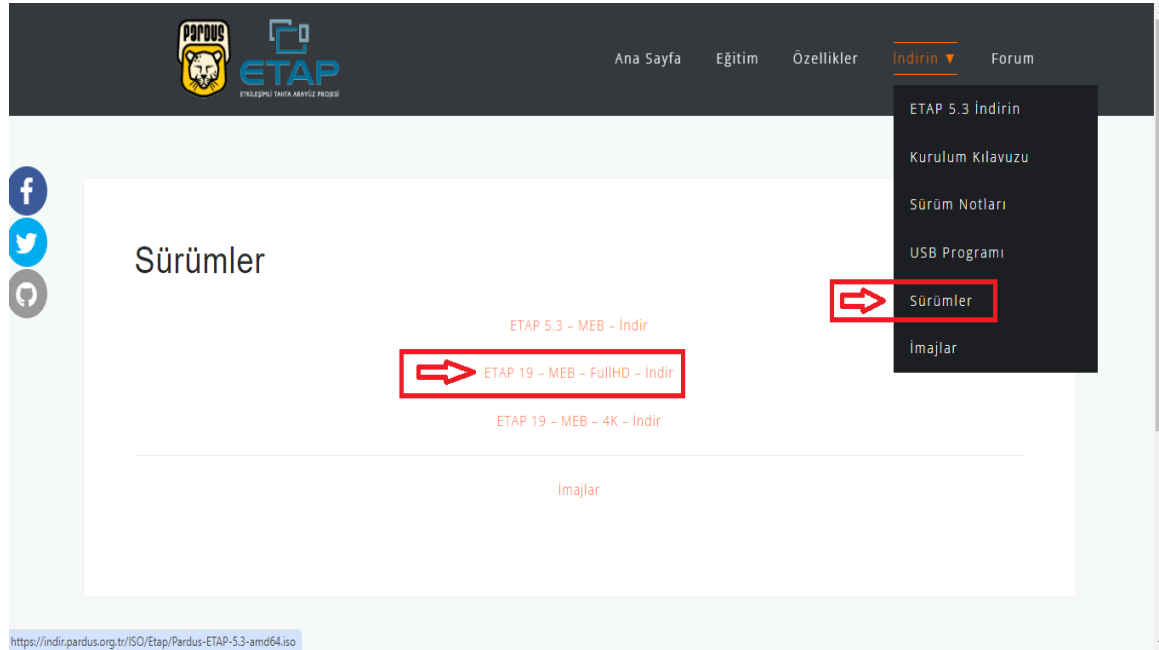 PARDUS
ETAP
ETKİLEŞİMLİ TAHTA ARAYÜZ PROJESİ
Ana Sayfa
Eğitim
Özellikler
İndirin ▼
Forum
ETAP 5.3 İndirin
Kurulum Kılavuzu
Sürüm Notları
USB Programı
Sürümler
İmajlar
Sürümler
ETAP 5.3 – MEB – İndir
ETAP 19 – MEB – FullHD – İndir
ETAP 19 – MEB – 4K – İndir
İmajlar
https://indir.pardus.org.tr/ISO/Etap/Pardus-ETAP-5.3-amd64.iso